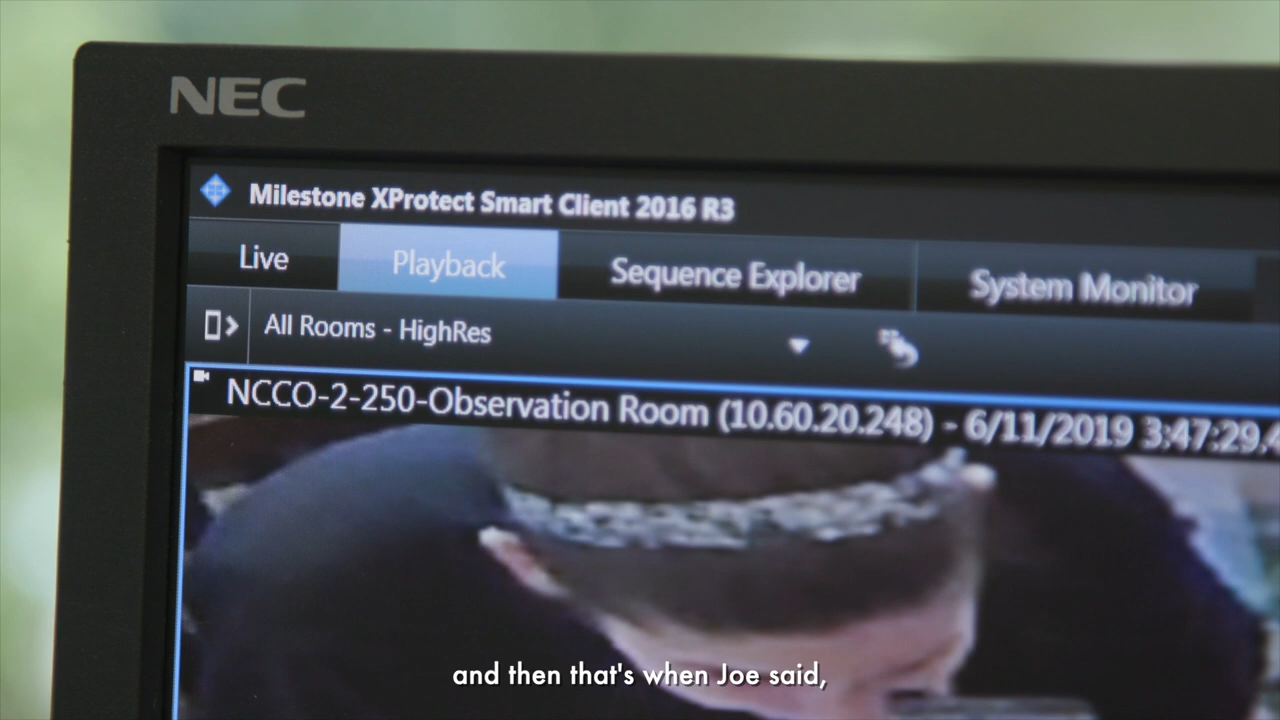 NEC
Milestone XProtect Smart Client 2016 R3
Live Playback Sequence Explorer System Monitor
All Rooms - HighRes
NCCO-2-250-Observation Room (10.60.20.248) - 6/11/2019 3:47:29.4
and then that's when Joe said,